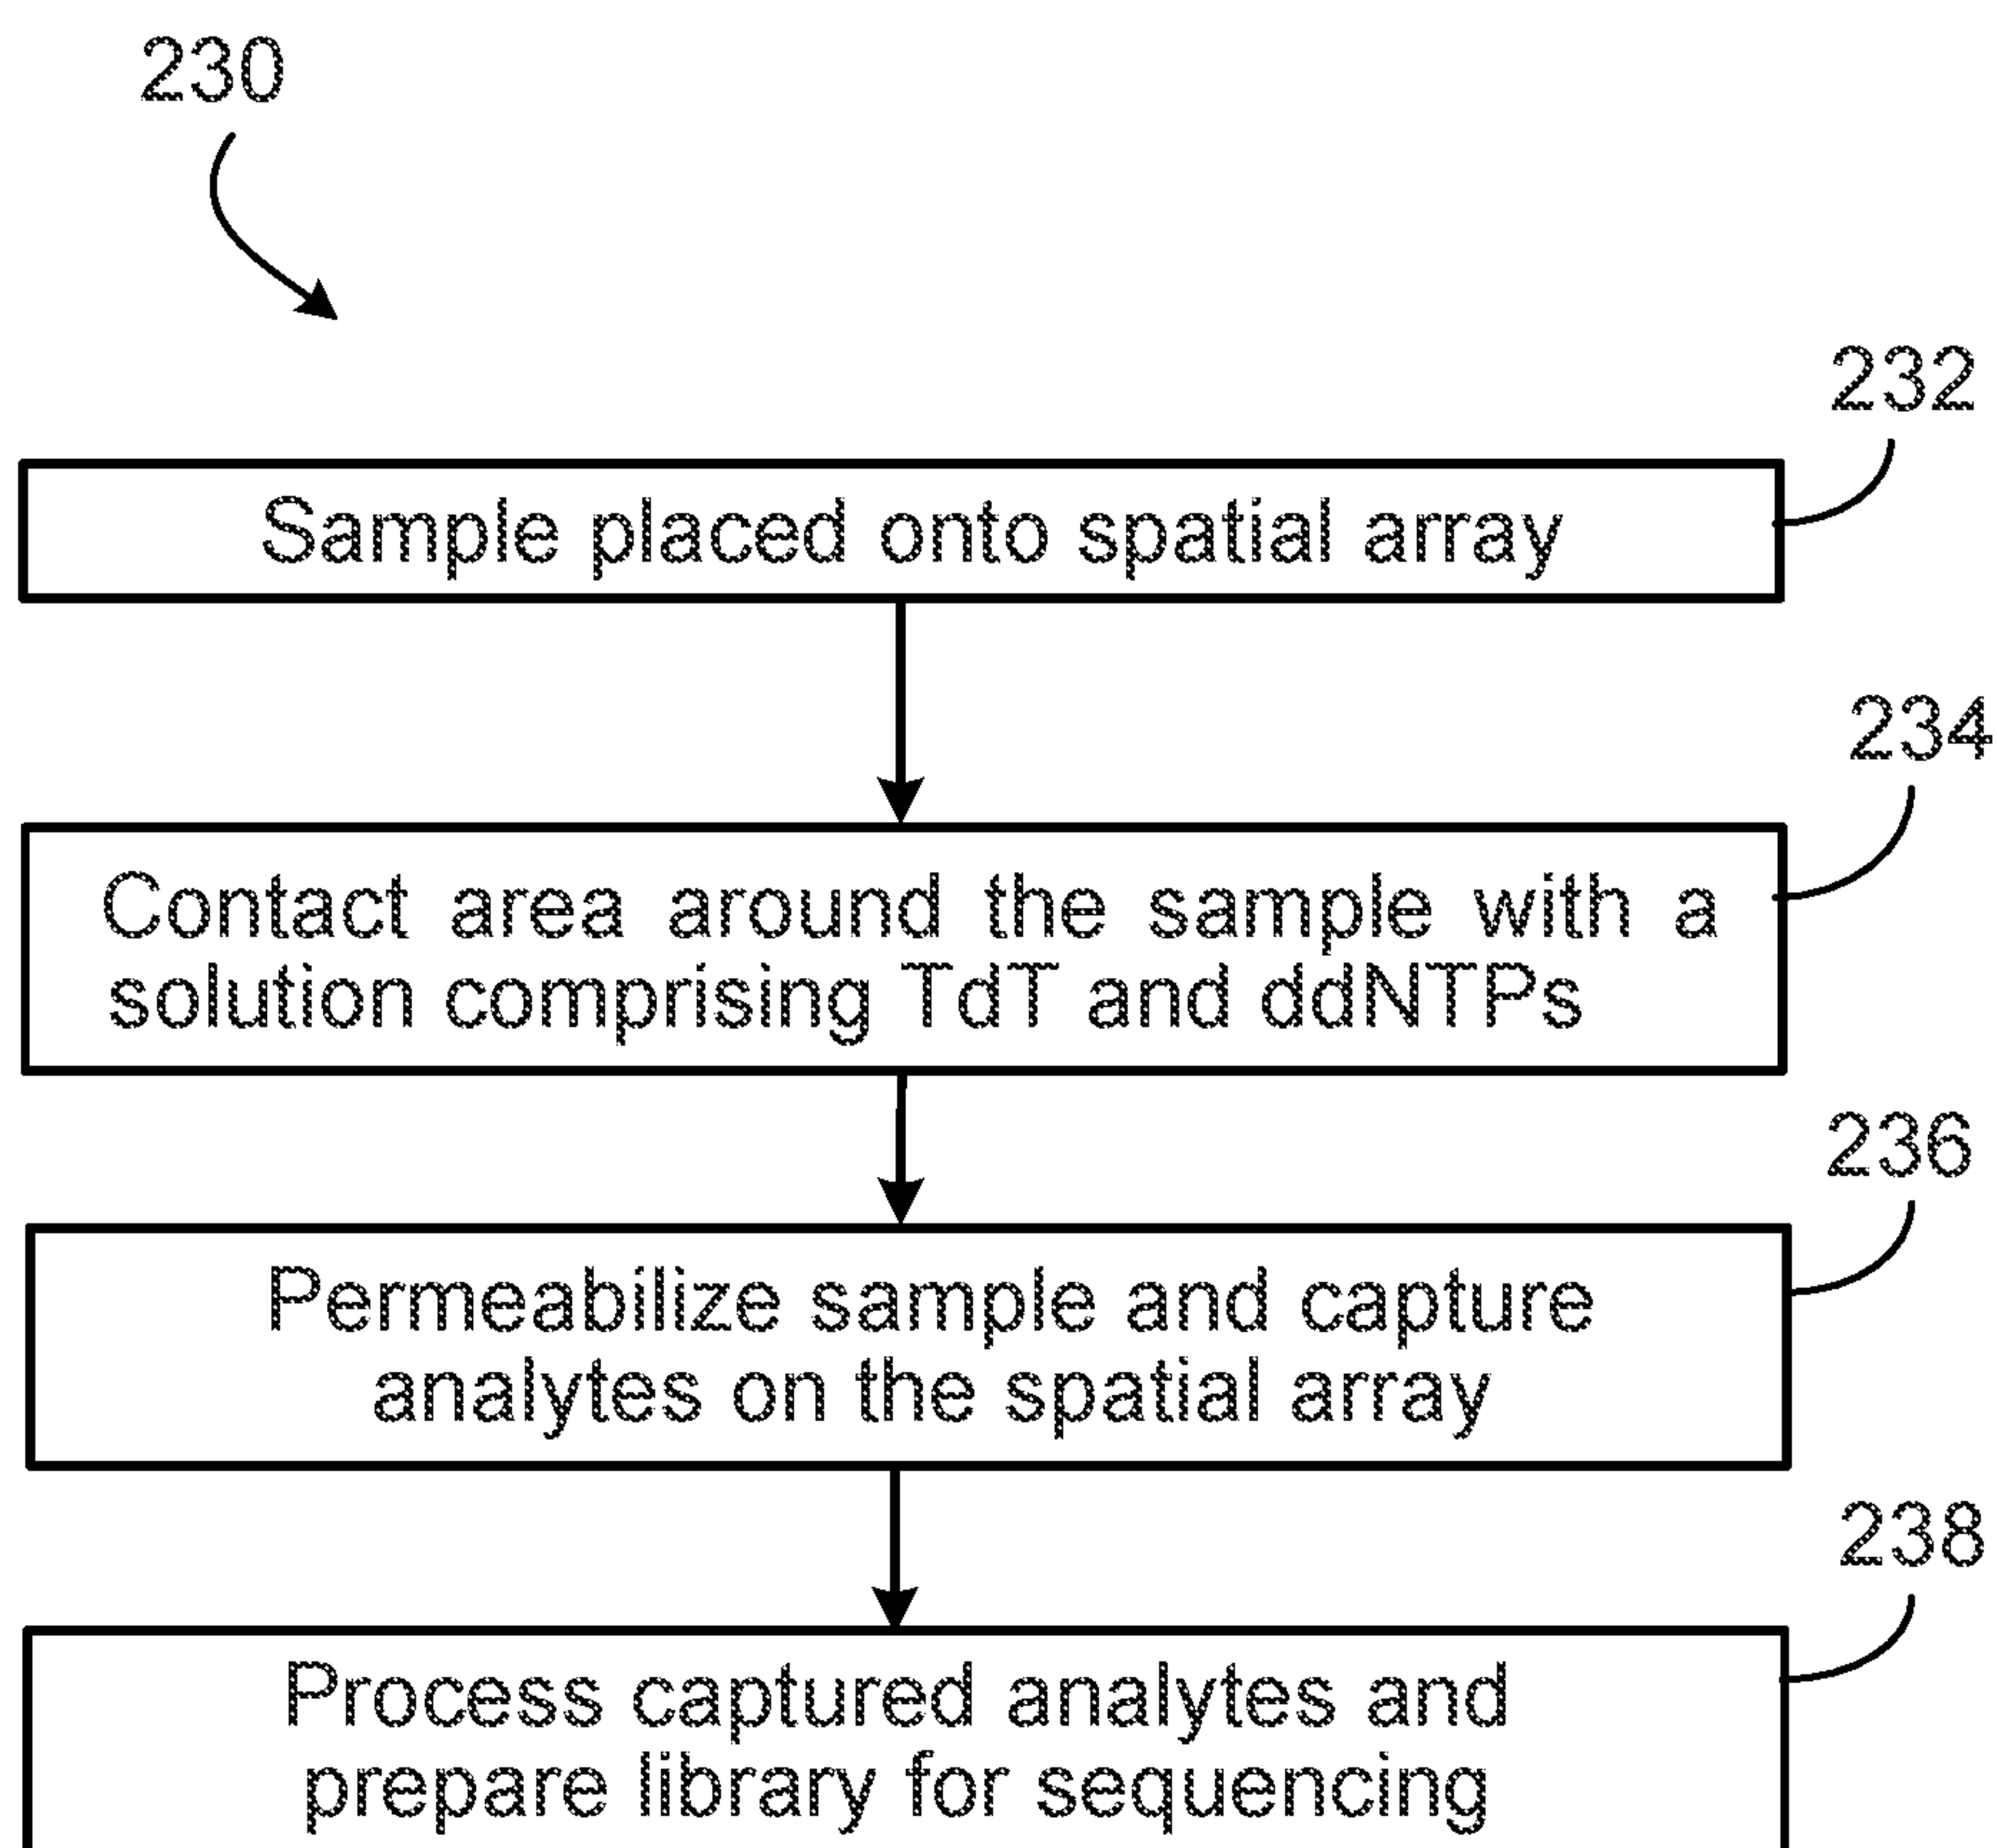 230
232
Sample placed onto spatial array
234
Contact area around the sample with a
solution comprising TdT and ddNTPs
236
Permeabilize sample and capture
analytes on the spatial array
238
Process captured analytes and
prepare library for sequencing